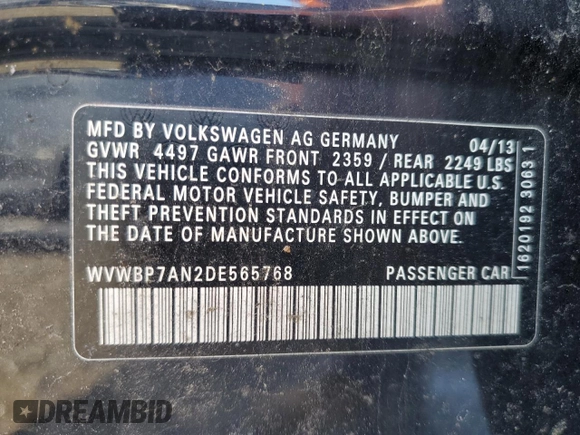 MFD BY VOLKSWAGEN AG GERMANY 04/13
GVWR 4497 GAWR FRONT 2359 / REAR 2249 LBS
THIS VEHICLE CONFORMS TO ALL APPLICABLE U.S.
FEDERAL MOTOR VEHICLE SAFETY, BUMPER AND
THEFT PREVENTION STANDARDS IN EFFECT ON
THE DATE OF MANUFACTURE SHOWN ABOVE.
WVWBP7AN2DE565768 PASSENGER CAR
1620192 3063 1
DREAMBID